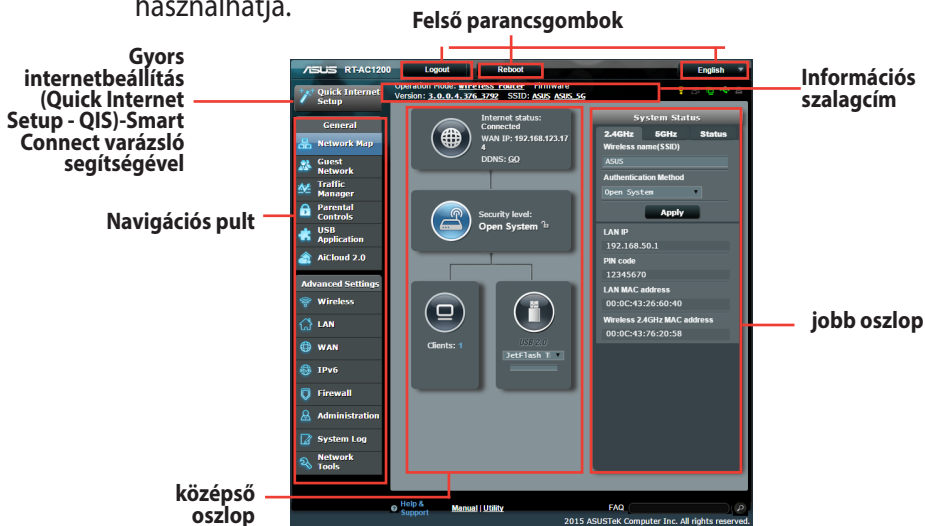 használhatja.
Felső parancsgombok
Gyors
internetbeállítás
(Quick Internet
Setup - QIS)-Smart
Connect varázsló
segítségével
Navigációs pult
középső
oszlop
Információs
szalagcím
jobb oszlop
ASUS RT-AC1200
Logout
Reboot
English
Quick Internet
Setup
Operation Mode: Wireless router Firmware
Version: 3.0.0.4.376_3792 SSID: ASUS ASUS_5G
General
Network Map
Guest
Network
Traffic
Manager
Parental
Controls
USB
Application
AiCloud 2.0
Advanced Settings
Wireless
LAN
WAN
IPv6
Firewall
Administration
System Log
Network
Tools
Internet status:
Connected
WAN IP: 192.168.123.17
4
DDNS: GO
Security level:
Open System
Clients: 1
USB 2.0
JetFlash T
System Status
2.4GHz 5GHz Status
Wireless name(SSID)
ASUS
Authentication Method
Open System
Apply
LAN IP
192.168.50.1
PIN code
12345670
LAN MAC address
00:0C:43:26:60:40
Wireless 2.4GHz MAC address
00:0C:43:76:20:58
Help &
Support
Manual | Utility
FAQ
2015 ASUSTeK Computer Inc. All rights reserved.